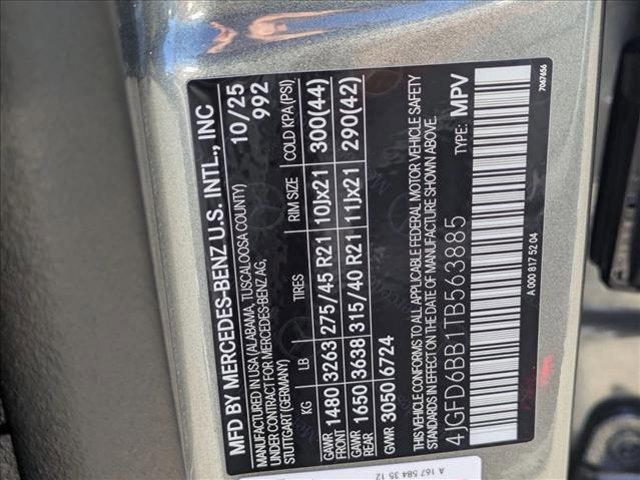 MFD BY MERCEDES-BENZ U.S. INTL., INC
MANUFACTURED IN USA (ALABAMA, TUSCALOOSA COUNTY) 10/25
FOR MERCEDES-BENZ AG,
STUTTGART (GERMANY) 992
KG LB TIRES RIM SIZE COLD KPA (PSI)
GAWR FRONT 1480 3263 275/45 R21 10Jx21 300(44)
GAWR REAR 1650 3638 315/40 R21 11Jx21 290(42)
GWR 3050 6724
THIS VEHICLE CONFORMS TO ALL APPLICABLE FEDERAL MOTOR VEHICLE SAFETY
STANDARDS IN EFFECT ON THE DATE OF MANUFACTURE SHOWN ABOVE.
4JGFD6BB1TB563885 TYPE: MPV
A 000 817 52 04
7067656
A 167 584 35 12